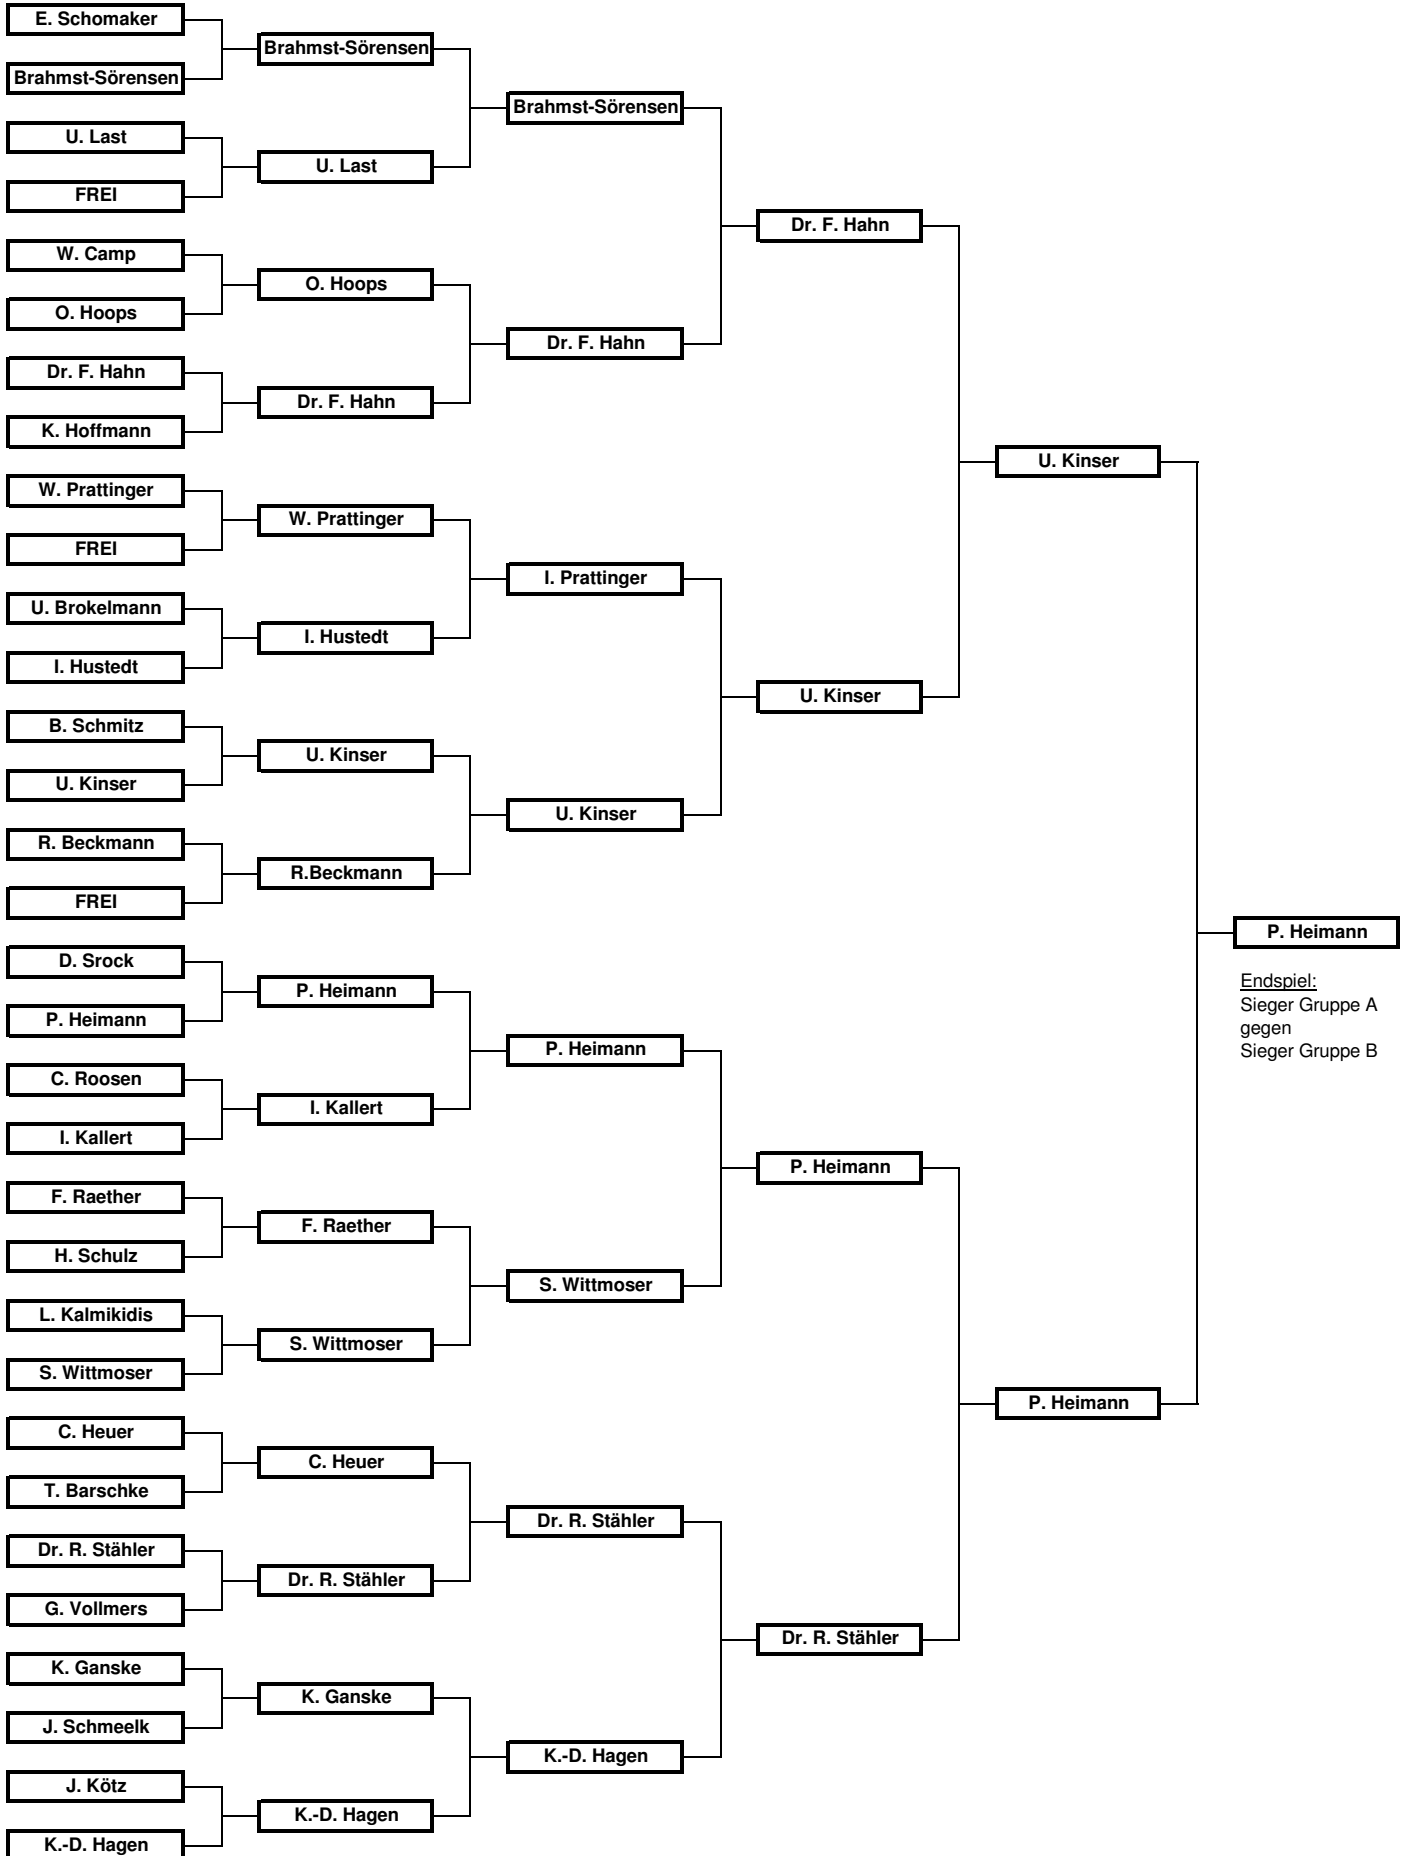 E. Schomaker
Brahmst-Sörensen
U. Last
FREI
W. Camp
O. Hoops
Dr. F. Hahn
K. Hoffmann
W. Prattinger
FREI
U. Brokelmann
I. Hustedt
B. Schmitz
U. Kinser
R. Beckmann
FREI
D. Srock
P. Heimann
C. Roosen
I. Kallert
F. Raether
H. Schulz
L. Kalmikidis
S. Wittmoser
C. Heuer
T. Barschke
Dr. R. Stähler
G. Vollmers
K. Ganske
J. Schmeelk
J. Kötz
K.-D. Hagen
Brahmst-Sörensen
U. Last
O. Hoops
Dr. F. Hahn
W. Prattinger
I. Hustedt
U. Kinser
R.Beckmann
P. Heimann
I. Kallert
F. Raether
S. Wittmoser
C. Heuer
Dr. R. Stähler
K. Ganske
K.-D. Hagen
Brahmst-Sörensen
Dr. F. Hahn
I. Prattinger
U. Kinser
P. Heimann
S. Wittmoser
Dr. R. Stähler
K.-D. Hagen
Dr. F. Hahn
U. Kinser
P. Heimann
Dr. R. Stähler
U. Kinser
P. Heimann
P. Heimann
Endspiel:
Sieger Gruppe A
gegen
Sieger Gruppe B